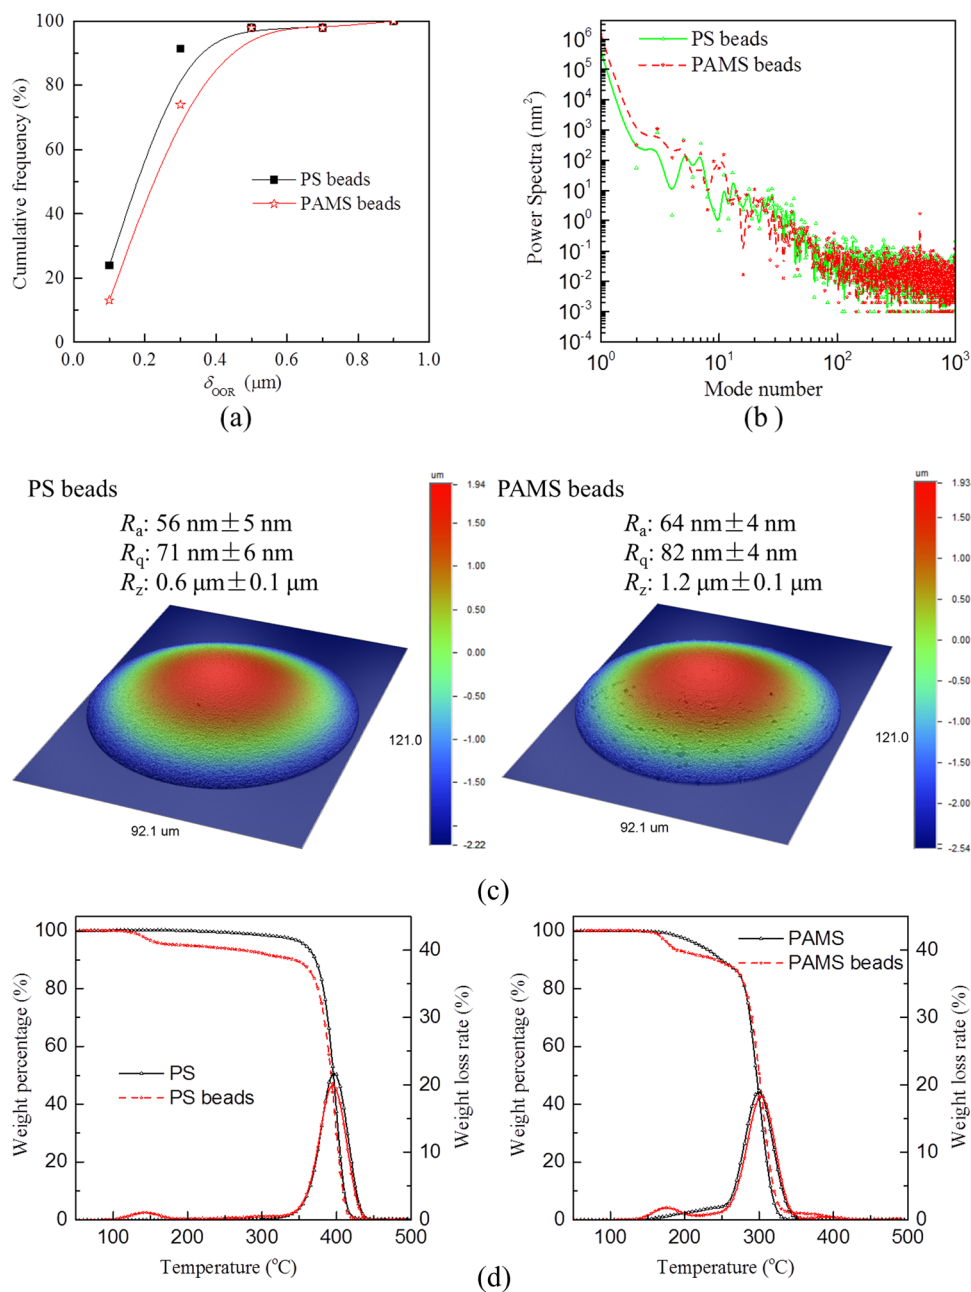 100
80
60
40
20
0
Cumulative frequency (%)
PS beads
PAMS beads
0.0 0.2 0.4 0.6 0.8 1.0
δOOR (μm)
(a)
10^6
10^5
10^4
10^3
10^2
10^1
10^0
10^-1
10^-2
10^-3
10^-4
Power Spectra (nm^2)
PS beads
PAMS beads
10^0 10^1 10^2 10^3
Mode number
(b )
PS beads
Ra: 56 nm±5 nm
Rq: 71 nm±6 nm
Rz: 0.6 μm±0.1 μm
um
1.94
1.00
0.50
0.00
-0.50
-1.50
-2.22
121.0
92.1 um
PAMS beads
Ra: 64 nm±4 nm
Rq: 82 nm±4 nm
Rz: 1.2 μm±0.1 μm
um
1.93
1.00
0.50
0.00
-0.50
-1.00
-2.00
-2.54
121.0
92.1 um
(c)
100
80
60
40
20
0
Weight percentage (%)
PS
PS beads
40
30
20
10
0
Weight loss rate (%)
100 200 300 400 500
Temperature (°C)
100
80
60
40
20
0
Weight percentage (%)
PAMS
PAMS beads
40
30
20
10
0
Weight loss rate (%)
100 200 300 400 500
Temperature (°C)
(d)